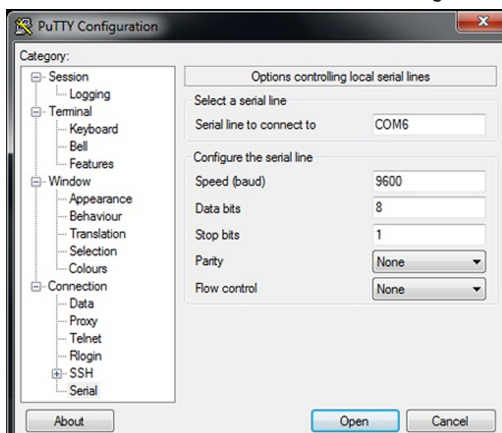 PuTTY Configuration
Category:
Session
Logging
Terminal
Keyboard
Bell
Features
Window
Appearance
Behaviour
Translation
Selection
Colours
Connection
Data
Proxy
Telnet
Rlogin
SSH
Serial
Options controlling local serial lines
Select a serial line
Serial line to connect to COM6
Configure the serial line
Speed (baud) 9600
Data bits 8
Stop bits 1
Parity None
Flow control None
About Open Cancel